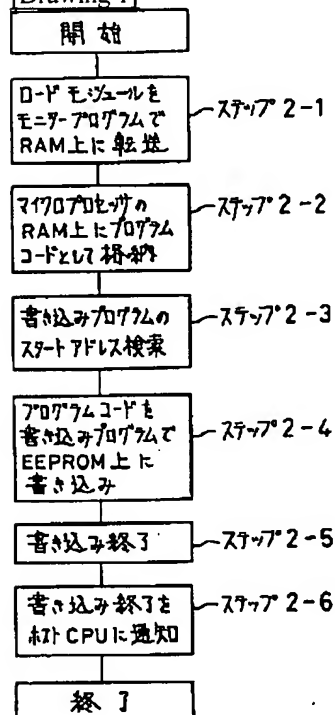 開始
ロードモジュールを
モニタープログラムで
RAM上に転送
ステップ2-1
マイクロプロセッサの
RAM上にプログラム
コードとして格納
ステップ2-2
書き込みプログラムの
スタートアドレス検索
ステップ2-3
プログラムコードを
書き込みプログラムで
EEPROM上に
書き込み
ステップ2-4
書き込み終了
ステップ2-5
書き込み終了を
ホストCPUに通知
ステップ2-6
終了